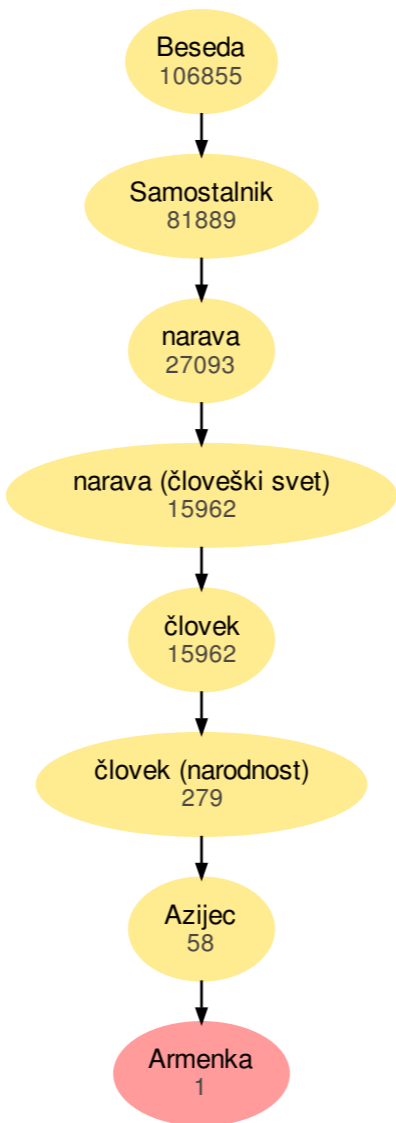 Beseda
106855
Samostalnik
81889
narava
27093
narava (človeški svet)
15962
človek
15962
človek (narodnost)
279
Azijec
58
Armenka
1